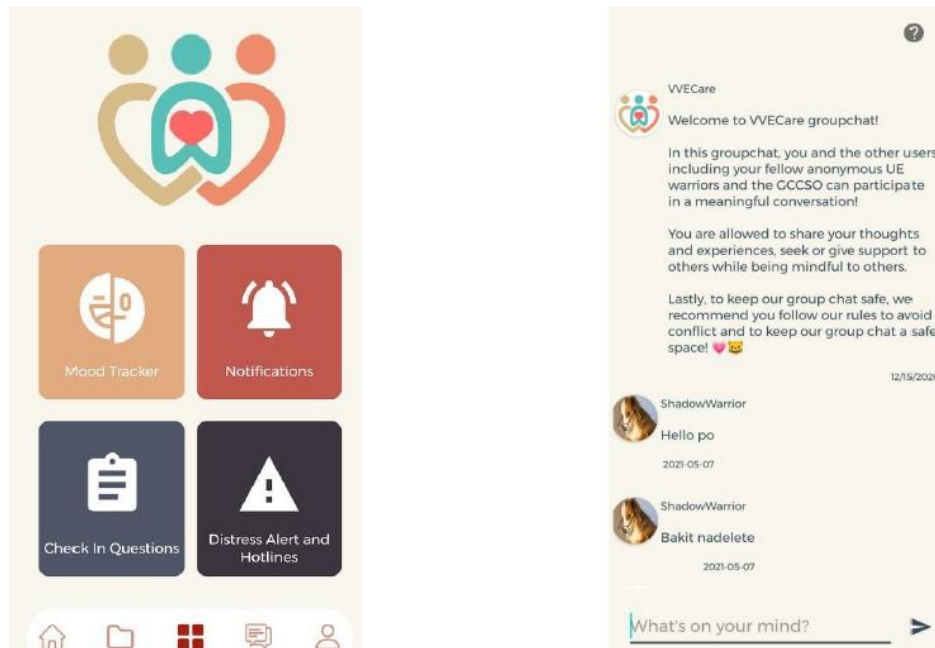 Mood Tracker
Notifications
Check In Questions
Distress Alert and
Hotlines
VVECare
Welcome to VVECare groupchat!
In this groupchat, you and the other users
including your fellow anonymous UE
warriors and the GCCSO can participate
in a meaningful conversation!
You are allowed to share your thoughts
and experiences, seek or give support to
others while being mindful to others.
Lastly, to keep our group chat safe, we
recommend you follow our rules to avoid
conflict and to keep our group chat a safe
space! 💗😺
12/15/2020
ShadowWarrior
Hello po
2021-05-07
ShadowWarrior
Bakit nadelete
2021-05-07
What's on your mind?